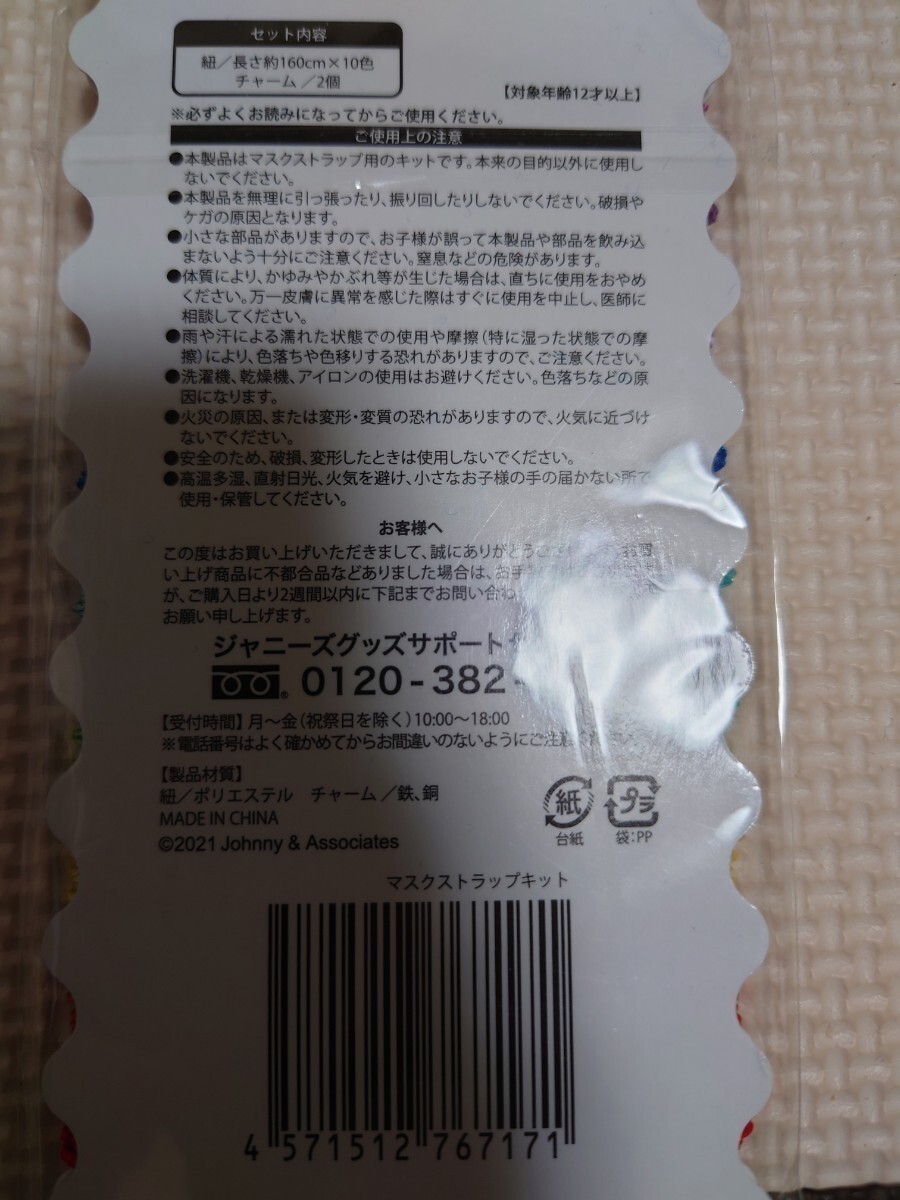 セット内容
紐／長さ約160cm×10色
チャーム／2個
【対象年齢12才以上】
※必ずよくお読みになってからご使用ください。
ご使用上の注意
●本製品はマスクストラップ用のキットです。本来の目的以外に使用し
ないでください。
●本製品を無理に引っ張ったり、振り回したりしないでください。破損や
ケガの原因となります。
●小さな部品がありますので、お子様が誤って本製品や部品を飲み込
まないよう十分にご注意ください。窒息などの危険があります。
●体質により、かゆみやかぶれ等が生じた場合は、直ちに使用をおやめ
ください。万一皮膚に異常を感じた際はすぐに使用を中止し、医師に
相談してください。
●雨や汗による濡れた状態での使用や摩擦（特に湿った状態での摩
擦）により、色落ちや色移りする恐れがありますので、ご注意ください。
●洗濯機、乾燥機、アイロンの使用はお避けください。色落ちなどの原
因になります。
●火災の原因、または変形・変質の恐れがありますので、火気に近づけ
ないでください。
●安全のため、破損、変形したときは使用しないでください。
●高温多湿、直射日光、火気を避け、小さなお子様の手の届かない所で
使用・保管してください。
お客様へ
この度はお買い上げいただきまして、誠にありがとうございます。お買
い上げ商品に不都合品などありました場合は、お手
が、ご購入日より2週間以内に下記までお問い合わ
お願い申し上げます。
ジャニーズグッズサポート
0120-382-
【受付時間】月〜金（祝祭日を除く）10:00〜18:00
※電話番号はよく確かめてからお間違いのないようにご注意ください
【製品材質】
紐／ポリエステル　チャーム／鉄、銅
MADE IN CHINA
©2021 Johnny & Associates
紙
台紙
プラ
袋:PP
マスクストラップキット
4 571512 767171